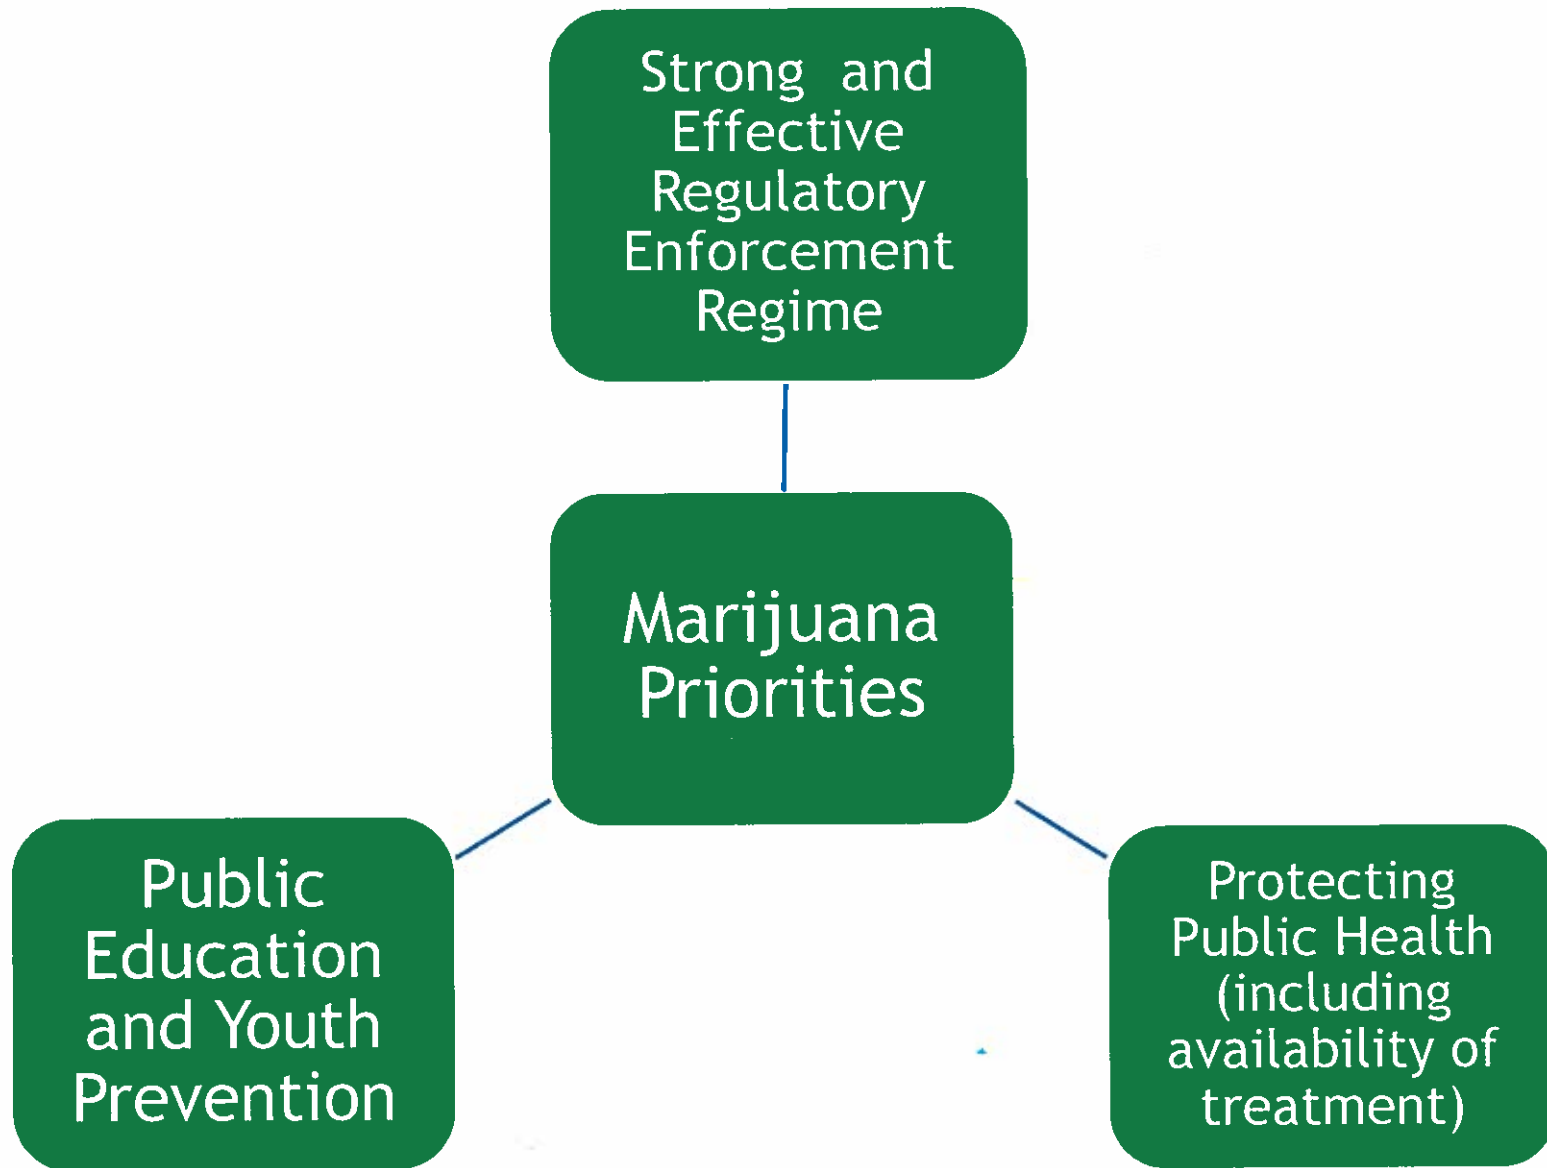 Strong and
Effective
Regulatory
Enforcement
Regime
Marijuana
Priorities
Public
Education
and Youth
Prevention
Protecting
Public Health
(including
availability of
treatment)